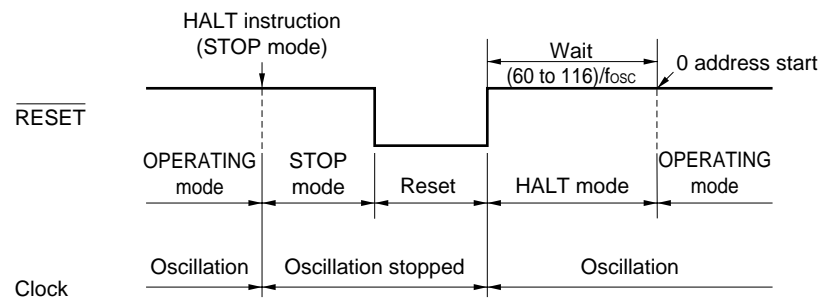 HALT instruction
(STOP mode)
Wait
(60 to 116)/fosc
0 address start
RESET
OPERATING
mode
STOP
mode
Reset
HALT mode
OPERATING
mode
Oscillation
Oscillation stopped
Oscillation
Clock